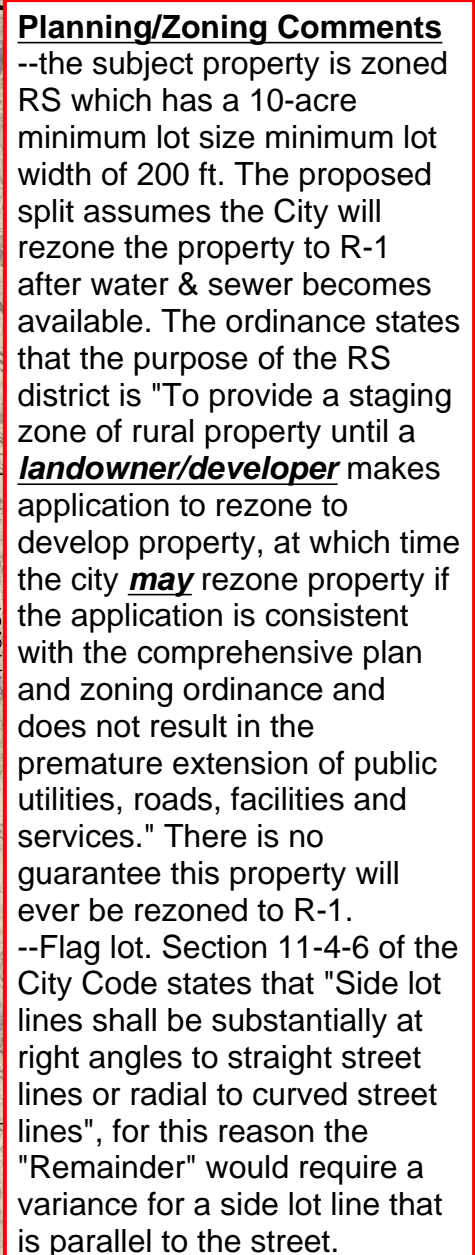 Planning/Zoning Comments
--the subject property is zoned
RS which has a 10-acre
minimum lot size minimum lot
width of 200 ft. The proposed
split assumes the City will
rezone the property to R-1
after water & sewer becomes
available. The ordinance states
that the purpose of the RS
district is "To provide a staging
zone of rural property until a
landowner/developer makes
application to rezone to
develop property, at which time
the city may rezone property if
the application is consistent
with the comprehensive plan
and zoning ordinance and
does not result in the
premature extension of public
utilities, roads, facilities and
services." There is no
guarantee this property will
ever be rezoned to R-1.
--Flag lot. Section 11-4-6 of the
City Code states that "Side lot
lines shall be substantially at
right angles to straight street
lines or radial to curved street
lines", for this reason the
"Remainder" would require a
variance for a side lot line that
is parallel to the street.